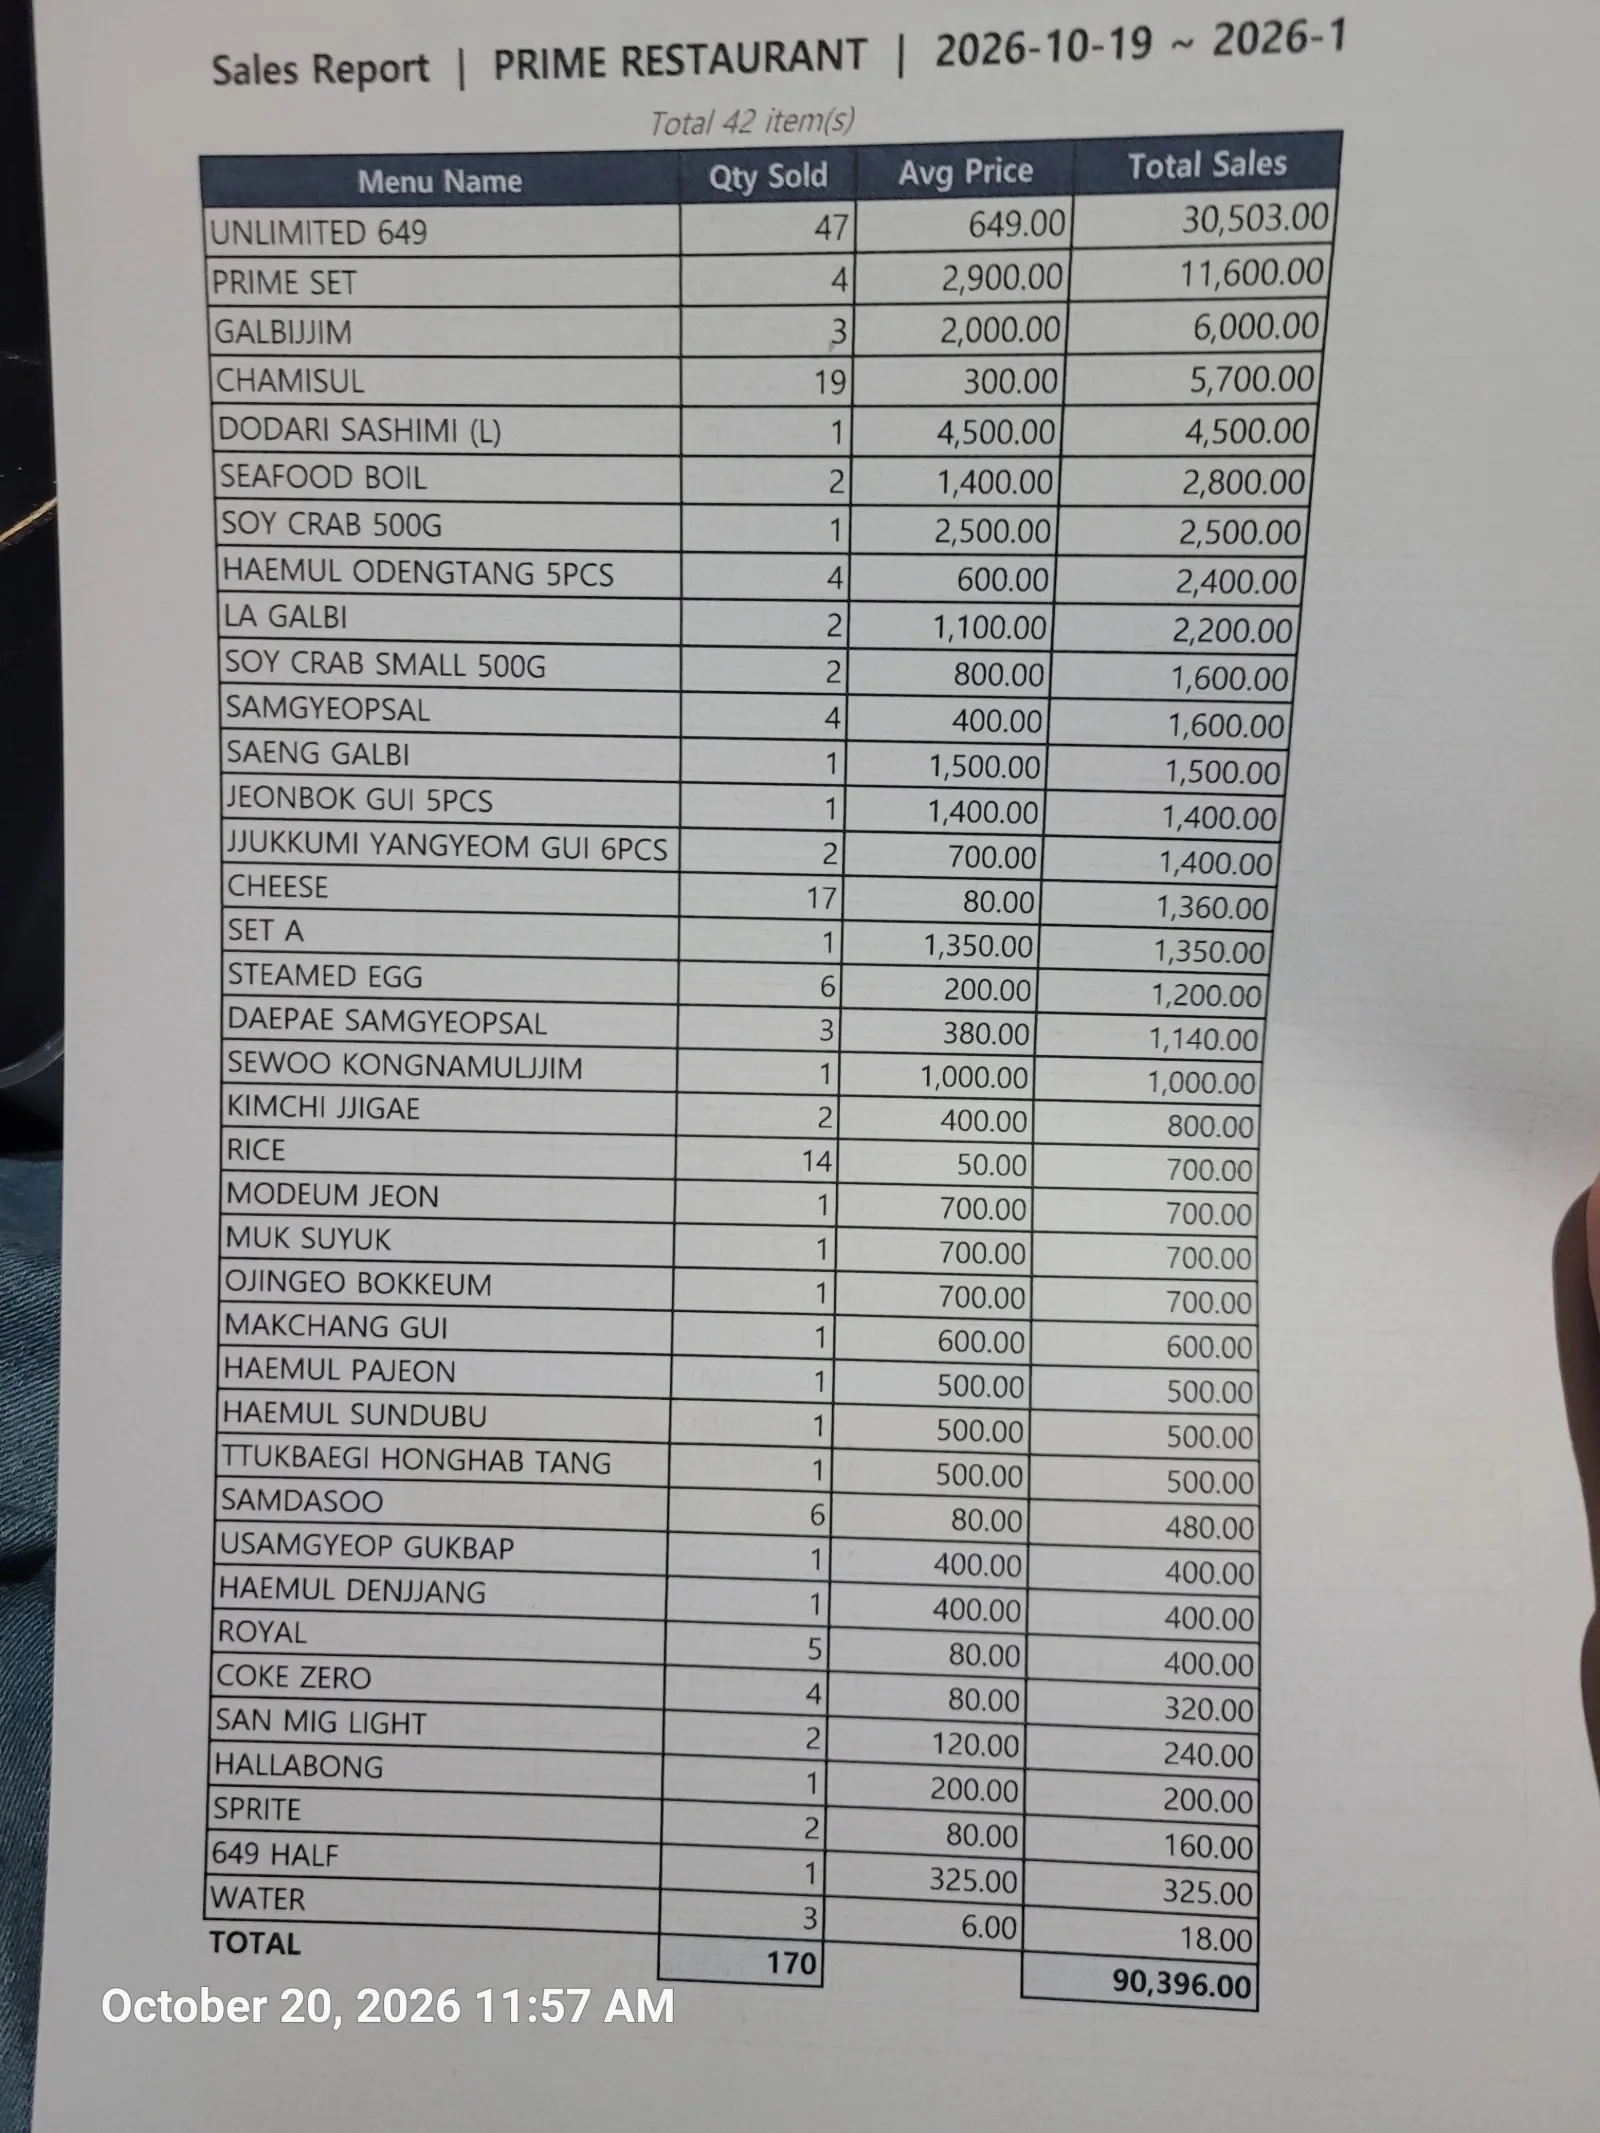 Sales Report | PRIME RESTAURANT | 2026-10-19 ~ 2026-1
Total 42 item(s)
Menu Name Qty Sold Avg Price Total Sales
UNLIMITED 649 47 649.00 30,503.00
PRIME SET 4 2,900.00 11,600.00
GALBIJJIM 3 2,000.00 6,000.00
CHAMISUL 19 300.00 5,700.00
DODARI SASHIMI (L) 1 4,500.00 4,500.00
SEAFOOD BOIL 2 1,400.00 2,800.00
SOY CRAB 500G 1 2,500.00 2,500.00
HAEMUL ODENGTANG 5PCS 4 600.00 2,400.00
LA GALBI 2 1,100.00 2,200.00
SOY CRAB SMALL 500G 2 800.00 1,600.00
SAMGYEOPSAL 4 400.00 1,600.00
SAENG GALBI 1 1,500.00 1,500.00
JEONBOK GUI 5PCS 1 1,400.00 1,400.00
JJUKKUMI YANGYEOM GUI 6PCS 2 700.00 1,400.00
CHEESE 17 80.00 1,360.00
SET A 1 1,350.00 1,350.00
STEAMED EGG 6 200.00 1,200.00
DAEPAE SAMGYEOPSAL 3 380.00 1,140.00
SEWOO KONGNAMULJJIM 1 1,000.00 1,000.00
KIMCHI JJIGAE 2 400.00 800.00
RICE 14 50.00 700.00
MODEUM JEON 1 700.00 700.00
MUK SUYUK 1 700.00 700.00
OJINGEO BOKKEUM 1 700.00 700.00
MAKCHANG GUI 1 600.00 600.00
HAEMUL PAJEON 1 500.00 500.00
HAEMUL SUNDUBU 1 500.00 500.00
TTUKBAEGI HONGHAB TANG 1 500.00 500.00
SAMDASOO 6 80.00 480.00
USAMGYEOP GUKBAP 1 400.00 400.00
HAEMUL DENJJANG 1 400.00 400.00
ROYAL 5 80.00 400.00
COKE ZERO 4 80.00 320.00
SAN MIG LIGHT 2 120.00 240.00
HALLABONG 1 200.00 200.00
SPRITE 2 80.00 160.00
649 HALF 1 325.00 325.00
WATER 3 6.00 18.00
TOTAL 170 90,396.00
October 20, 2026 11:57 AM